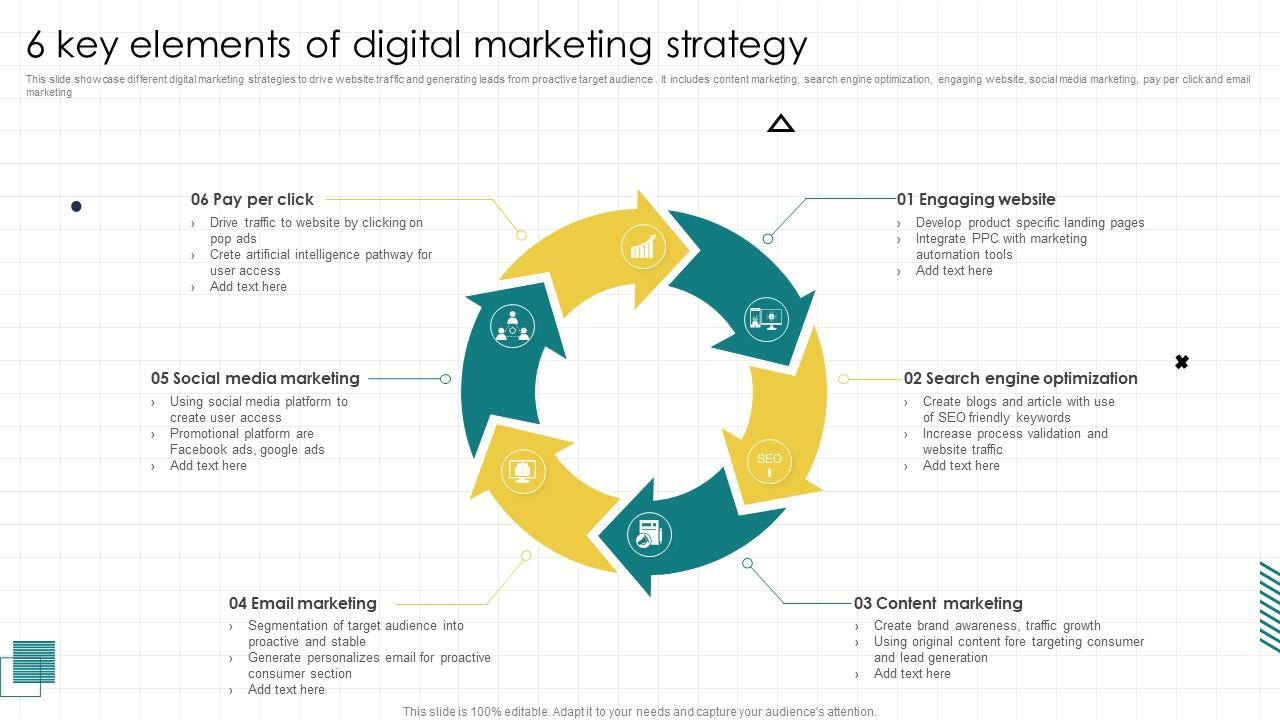 6 key elements of digital marketing strategy
This slide showcase different digital marketing strategies to drive website traffic and generating leads from proactive target audience . It includes content marketing, search engine optimization, engaging website, social media marketing, pay per click and email
marketing
06 Pay per click
› Drive traffic to website by clicking on
pop ads
› Crete artificial intelligence pathway for
user access
› Add text here
01 Engaging website
› Develop product specific landing pages
› Integrate PPC with marketing
automation tools
› Add text here
05 Social media marketing
› Using social media platform to
create user access
› Promotional platform are
Facebook ads, google ads
› Add text here
02 Search engine optimization
› Create blogs and article with use
of SEO friendly keywords
› Increase process validation and
website traffic
› Add text here
SEO
04 Email marketing
› Segmentation of target audience into
proactive and stable
› Generate personalizes email for proactive
consumer section
› Add text here
03 Content marketing
› Create brand awareness, traffic growth
› Using original content fore targeting consumer
and lead generation
› Add text here
This slide is 100% editable. Adapt it to your needs and capture your audience's attention.